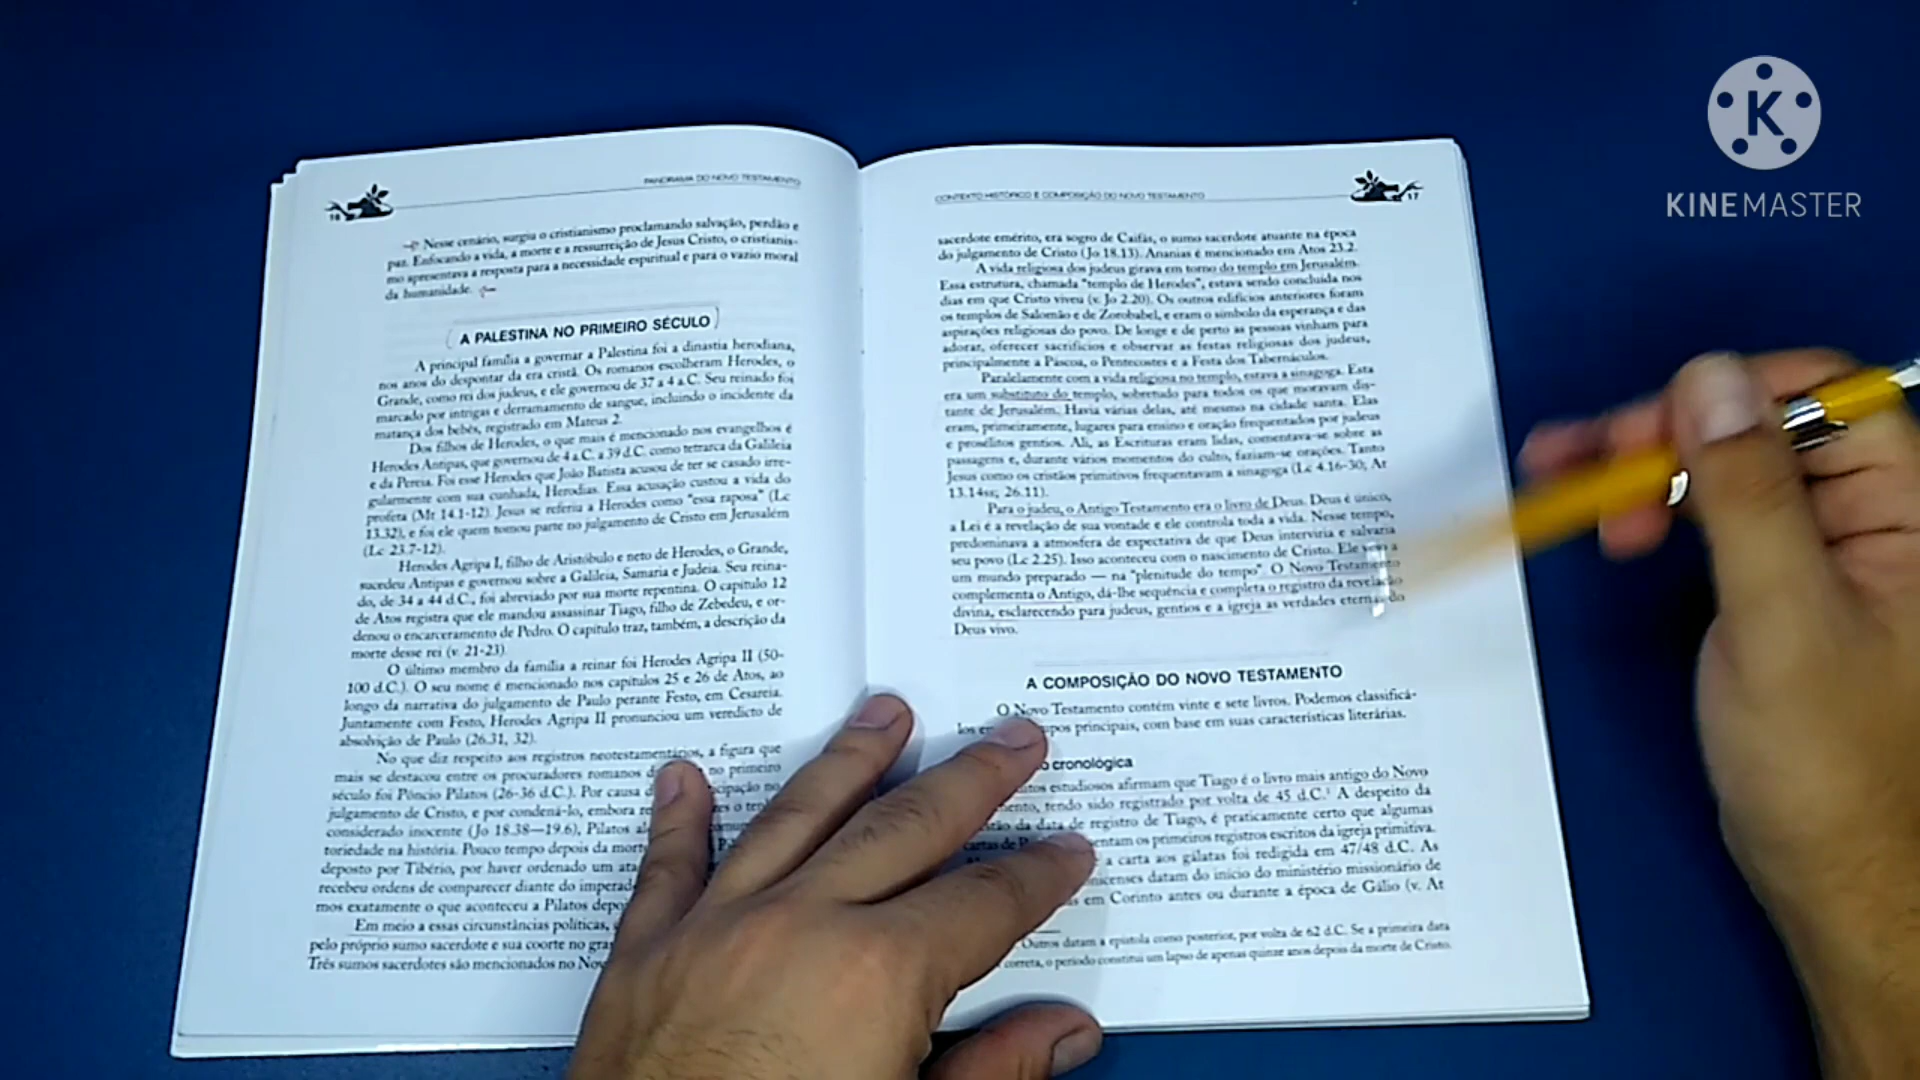 16
PANORAMA DO NOVO TESTAMENTO
Nesse cenário, surgiu o cristianismo proclamando salvação, perdão e
paz. Enfocando a vida, a morte e a ressurreição de Jesus Cristo, o cristianis-
mo apresentava a resposta para a necessidade espiritual e para o vazio moral
da humanidade.
A PALESTINA NO PRIMEIRO SÉCULO
A principal família a governar a Palestina foi a dinastia herodiana,
nos anos do despontar da era cristã. Os romanos escolheram Herodes, o
Grande, como rei dos judeus, e ele governou de 37 a 4 a.C. Seu reinado foi
marcado por intrigas e derramamento de sangue, incluindo o incidente da
matança dos bebês, registrado em Mateus 2.
Dos filhos de Herodes, o que mais é mencionado nos evangelhos é
Herodes Antipas, que governou de 4 a.C. a 39 d.C. como tetrarca da Galiléia
e da Peréia. Foi esse Herodes que João Batista acusou de ter se casado irre-
gularmente com sua cunhada, Herodias. Essa acusação custou a vida do
profeta (Mt 14.1-12). Jesus se referiu a Herodes como "essa raposa" (Lc
13.32), e foi ele quem tomou parte no julgamento de Cristo em Jerusalém
(Lc 23.7-12).
Herodes Agripa I, filho de Aristóbulo e neto de Herodes, o Grande,
sucedeu Antipas e governou sobre a Galiléia, Samaria e Judéia. Seu reina-
do, de 34 a 44 d.C., foi abreviado por sua morte repentina. O capítulo 12
de Atos registra que ele mandou assassinar Tiago, filho de Zebedeu, e or-
denou o encarceramento de Pedro. O capítulo traz, também, a descrição da
morte desse rei (v. 21-23).
O último membro da família a reinar foi Herodes Agripa II (50-
100 d.C.). O seu nome é mencionado nos capítulos 25 e 26 de Atos, ao
longo da narrativa do julgamento de Paulo perante Festo, em Cesaréia.
Juntamente com Festo, Herodes Agripa II pronunciou um veredicto de
absolvição de Paulo (26.31, 32).
No que diz respeito aos registros neotestamentários, a figura que
mais se destacou entre os procuradores romanos no primeiro
século foi Pôncio Pilatos (26-36 d.C.). Por causa
julgamento de Cristo, e por condená-lo, embora
considerado inocente (Jo 18.38—19.6), Pilatos
toriedade na história. Pouco tempo depois da
deposto por Tibério, por haver ordenado um
recebeu ordens de comparecer diante do
mos exatamente o que aconteceu a Pilatos
Em meio a essas circunstâncias políticas,
pelo próprio sumo sacerdote e sua coorte no
Três sumos sacerdotes são mencionados no
CONTEXTO HISTÓRICO E COMPOSIÇÃO DO NOVO TESTAMENTO
17
sacerdote emérito, era sogro de Caifás, o sumo sacerdote atuante na época
do julgamento de Cristo (Jo 18.13). Ananias é mencionado em Atos 23.2.
A vida religiosa dos judeus girava em torno do templo em Jerusalém.
Essa estrutura, chamada "templo de Herodes", estava sendo concluída nos
dias em que Cristo viveu (v. Jo 2.20). Os outros edifícios anteriores foram
os templos de Salomão e de Zorobabel, e eram o símbolo da esperança e das
aspirações religiosas do povo. De longe e de perto as pessoas vinham para
adorar, oferecer sacrifícios e observar as festas religiosas dos judeus,
principalmente a Páscoa, o Pentecostes e a Festa dos Tabernáculos.
Paralelamente com a vida religiosa no templo, estava a sinagoga. Esta
era um substituto do templo, sobretudo para todos os que moravam dis-
tante de Jerusalém. Havia várias delas, até mesmo na cidade santa. Elas
eram, primeiramente, lugares para ensino e oração frequentados por judeus
e prosélitos gentios. Ali, as Escrituras eram lidas, comentava-se sobre as
passagens e, durante vários momentos do culto, faziam-se orações. Tanto
Jesus como os cristãos primitivos frequentavam a sinagoga (Lc 4.16-30; At
13.14ss; 26.11).
Para o judeu, o Antigo Testamento era o livro de Deus. Deus é único,
a Lei é a revelação de sua vontade e ele controla toda a vida. Nesse tempo,
predominava a atmosfera de expectativa de que Deus interviria e salvaria
seu povo (Lc 2.25). Isso aconteceu com o nascimento de Cristo. Ele veio a
um mundo preparado — na "plenitude do tempo". O Novo Testamento
complementa o Antigo, dá-lhe sequência e completa o registro da revelação
divina, esclarecendo para judeus, gentios e a igreja as verdades eternas do
Deus vivo.
A COMPOSIÇÃO DO NOVO TESTAMENTO
O Novo Testamento contém vinte e sete livros. Podemos classificá-
los principais, com base em suas características literárias.
cronológica
estudiosos afirmam que Tiago é o livro mais antigo do Novo
tendo sido registrado por volta de 45 d.C.¹ A despeito da
da data de registro de Tiago, é praticamente certo que algumas
cartas de os primeiros registros escritos da igreja primitiva.
a carta aos gálatas foi redigida em 47/48 d.C. As
datam do início do ministério missionário de
em Corinto antes ou durante a época de Gálio (v. At
Outros datam a epístola como posterior, por volta de 62 d.C. Se a primeira data
correta, o período constitui um lapso de apenas quinze anos depois da morte de Cristo.
K
KINEMASTER